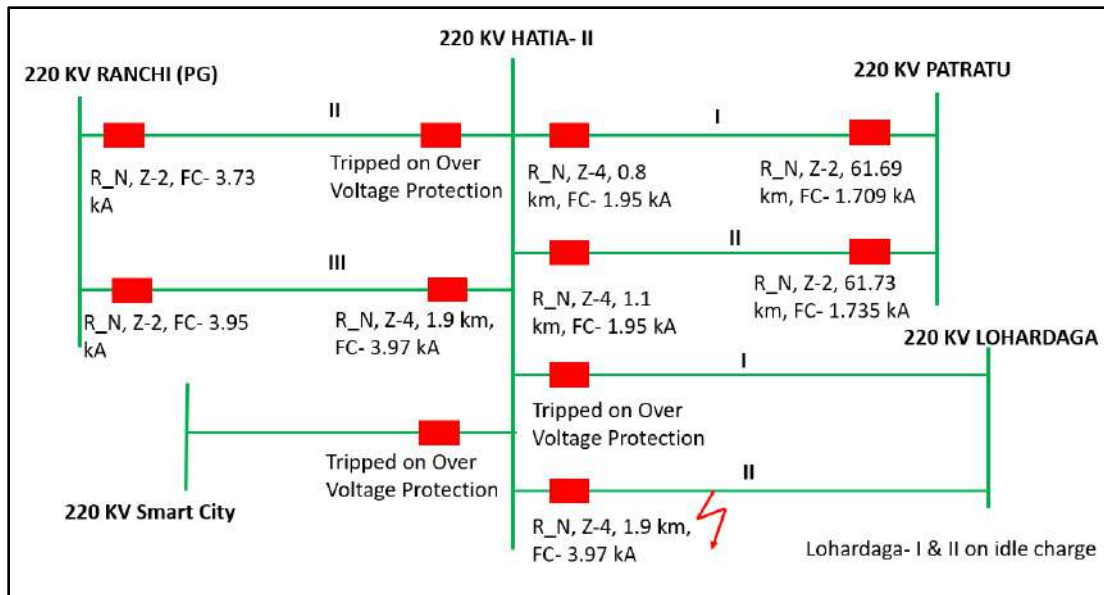 220 KV HATIA- II
220 KV RANCHI (PG)
220 KV PATRATU
II
I
R_N, Z-2, FC- 3.73
kA
Tripped on Over
Voltage Protection
R_N, Z-4, 0.8
km, FC- 1.95 kA
R_N, Z-2, 61.69
km, FC- 1.709 kA
III
II
R_N, Z-2, FC- 3.95
kA
R_N, Z-4, 1.9 km,
FC- 3.97 kA
R_N, Z-4, 1.1
km, FC- 1.95 kA
R_N, Z-2, 61.73
km, FC- 1.735 kA
220 KV LOHARDAGA
I
Tripped on Over
Voltage Protection
Tripped on Over
Voltage Protection
220 KV Smart City
II
R_N, Z-4, 1.9 km,
FC- 3.97 kA
Lohardaga- I & II on idle charge